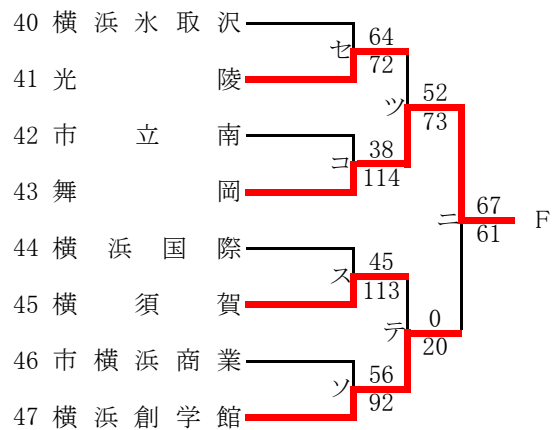 40 横浜氷取沢
64
セ
72
41 光陵
52
ツ
73
42 市立南
38
コ
114
43 舞岡
67
ニ F
61
44 横浜国際
45
ス
113
45 横須賀
0
テ
20
46 市横浜商業
56
ソ
92
47 横浜創学館